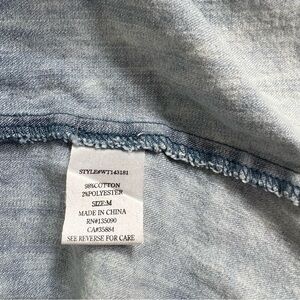 STYLE#WT143181
98%COTTON
2%POLYESTER
SIZE:M
MADE IN CHINA
RN#135090
CA#35884
SEE REVERSE FOR CARE